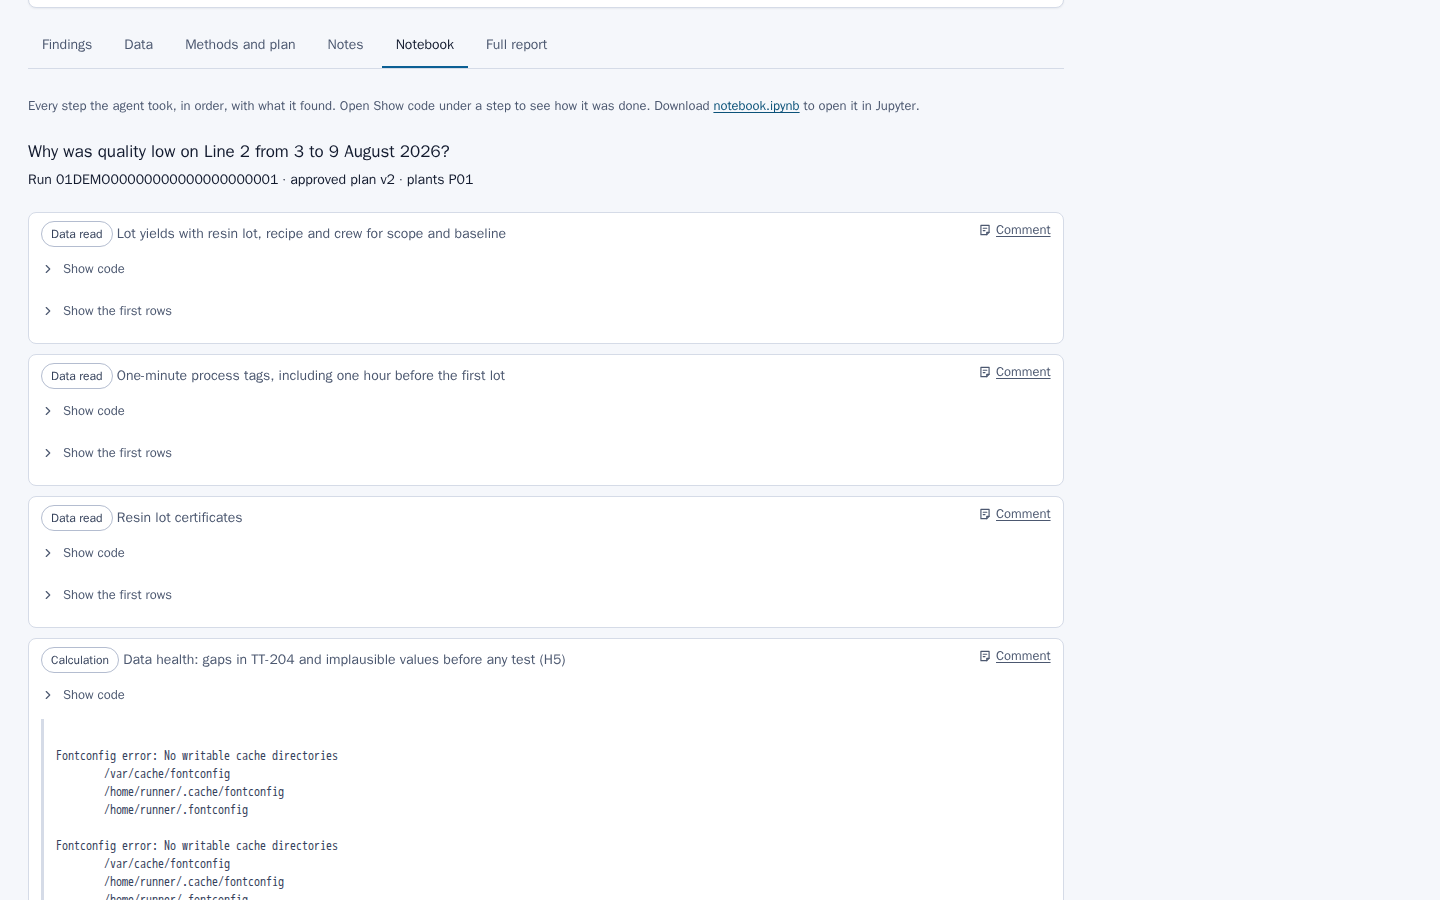 Findings
Data
Methods and plan
Notes
Notebook
Full report
Every step the agent took, in order, with what it found. Open Show code under a step to see how it was done. Download notebook.ipynb to open it in Jupyter.
Why was quality low on Line 2 from 3 to 9 August 2026?
Run 01DEMO00000000000000000001 · approved plan v2 · plants P01
Data read Lot yields with resin lot, recipe and crew for scope and baseline
Comment
Show code
Show the first rows
Data read One-minute process tags, including one hour before the first lot
Comment
Show code
Show the first rows
Data read Resin lot certificates
Comment
Show code
Show the first rows
Calculation Data health: gaps in TT-204 and implausible values before any test (H5)
Comment
Show code
Fontconfig error: No writable cache directories
/var/cache/fontconfig
/home/runner/.cache/fontconfig
/home/runner/.fontconfig
Fontconfig error: No writable cache directories
/var/cache/fontconfig
/home/runner/.cache/fontconfig
/home/runner/.fontconfig